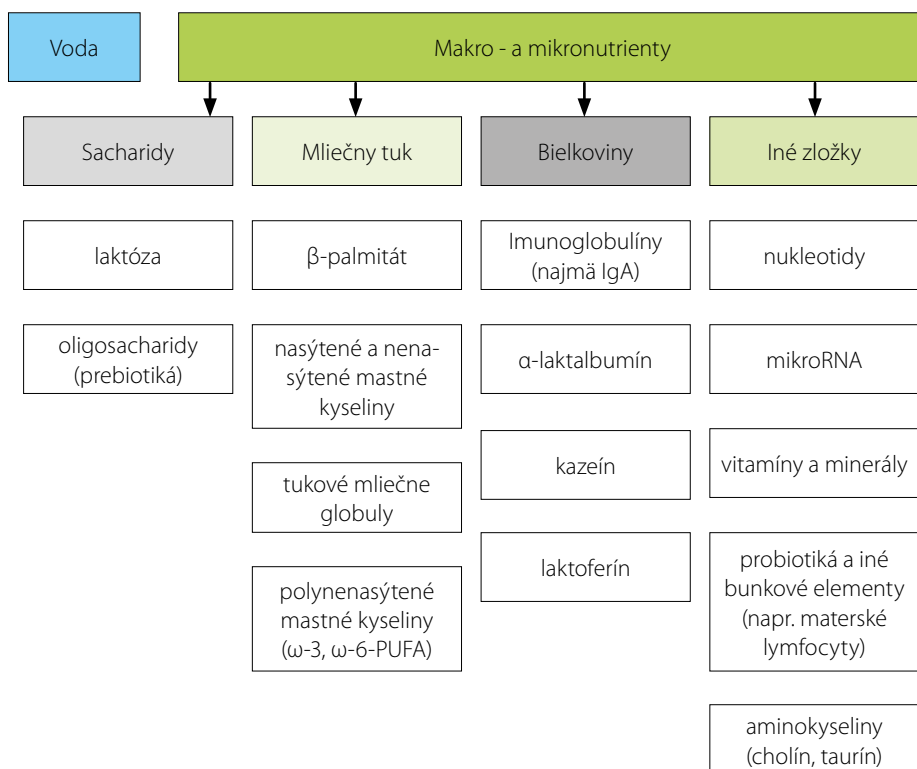 Voda
Makro - a mikronutrienty
Sacharidy
Mliečny tuk
Bielkoviny
Iné zložky
laktóza
oligosacharidy
(prebiotiká)
β-palmitát
nasýtené a nena-
sýtené mastné
kyseliny
tukové mliečne
globuly
polynenasýtené
mastné kyseliny
(ω-3, ω-6-PUFA)
Imunoglobulíny
(najmä IgA)
α-laktalbumín
kazeín
laktoferín
nukleotidy
mikroRNA
vitamíny a minerály
probiotiká a iné
bunkové elementy
(napr. materské
lymfocyty)
aminokyseliny
(cholín, taurín)